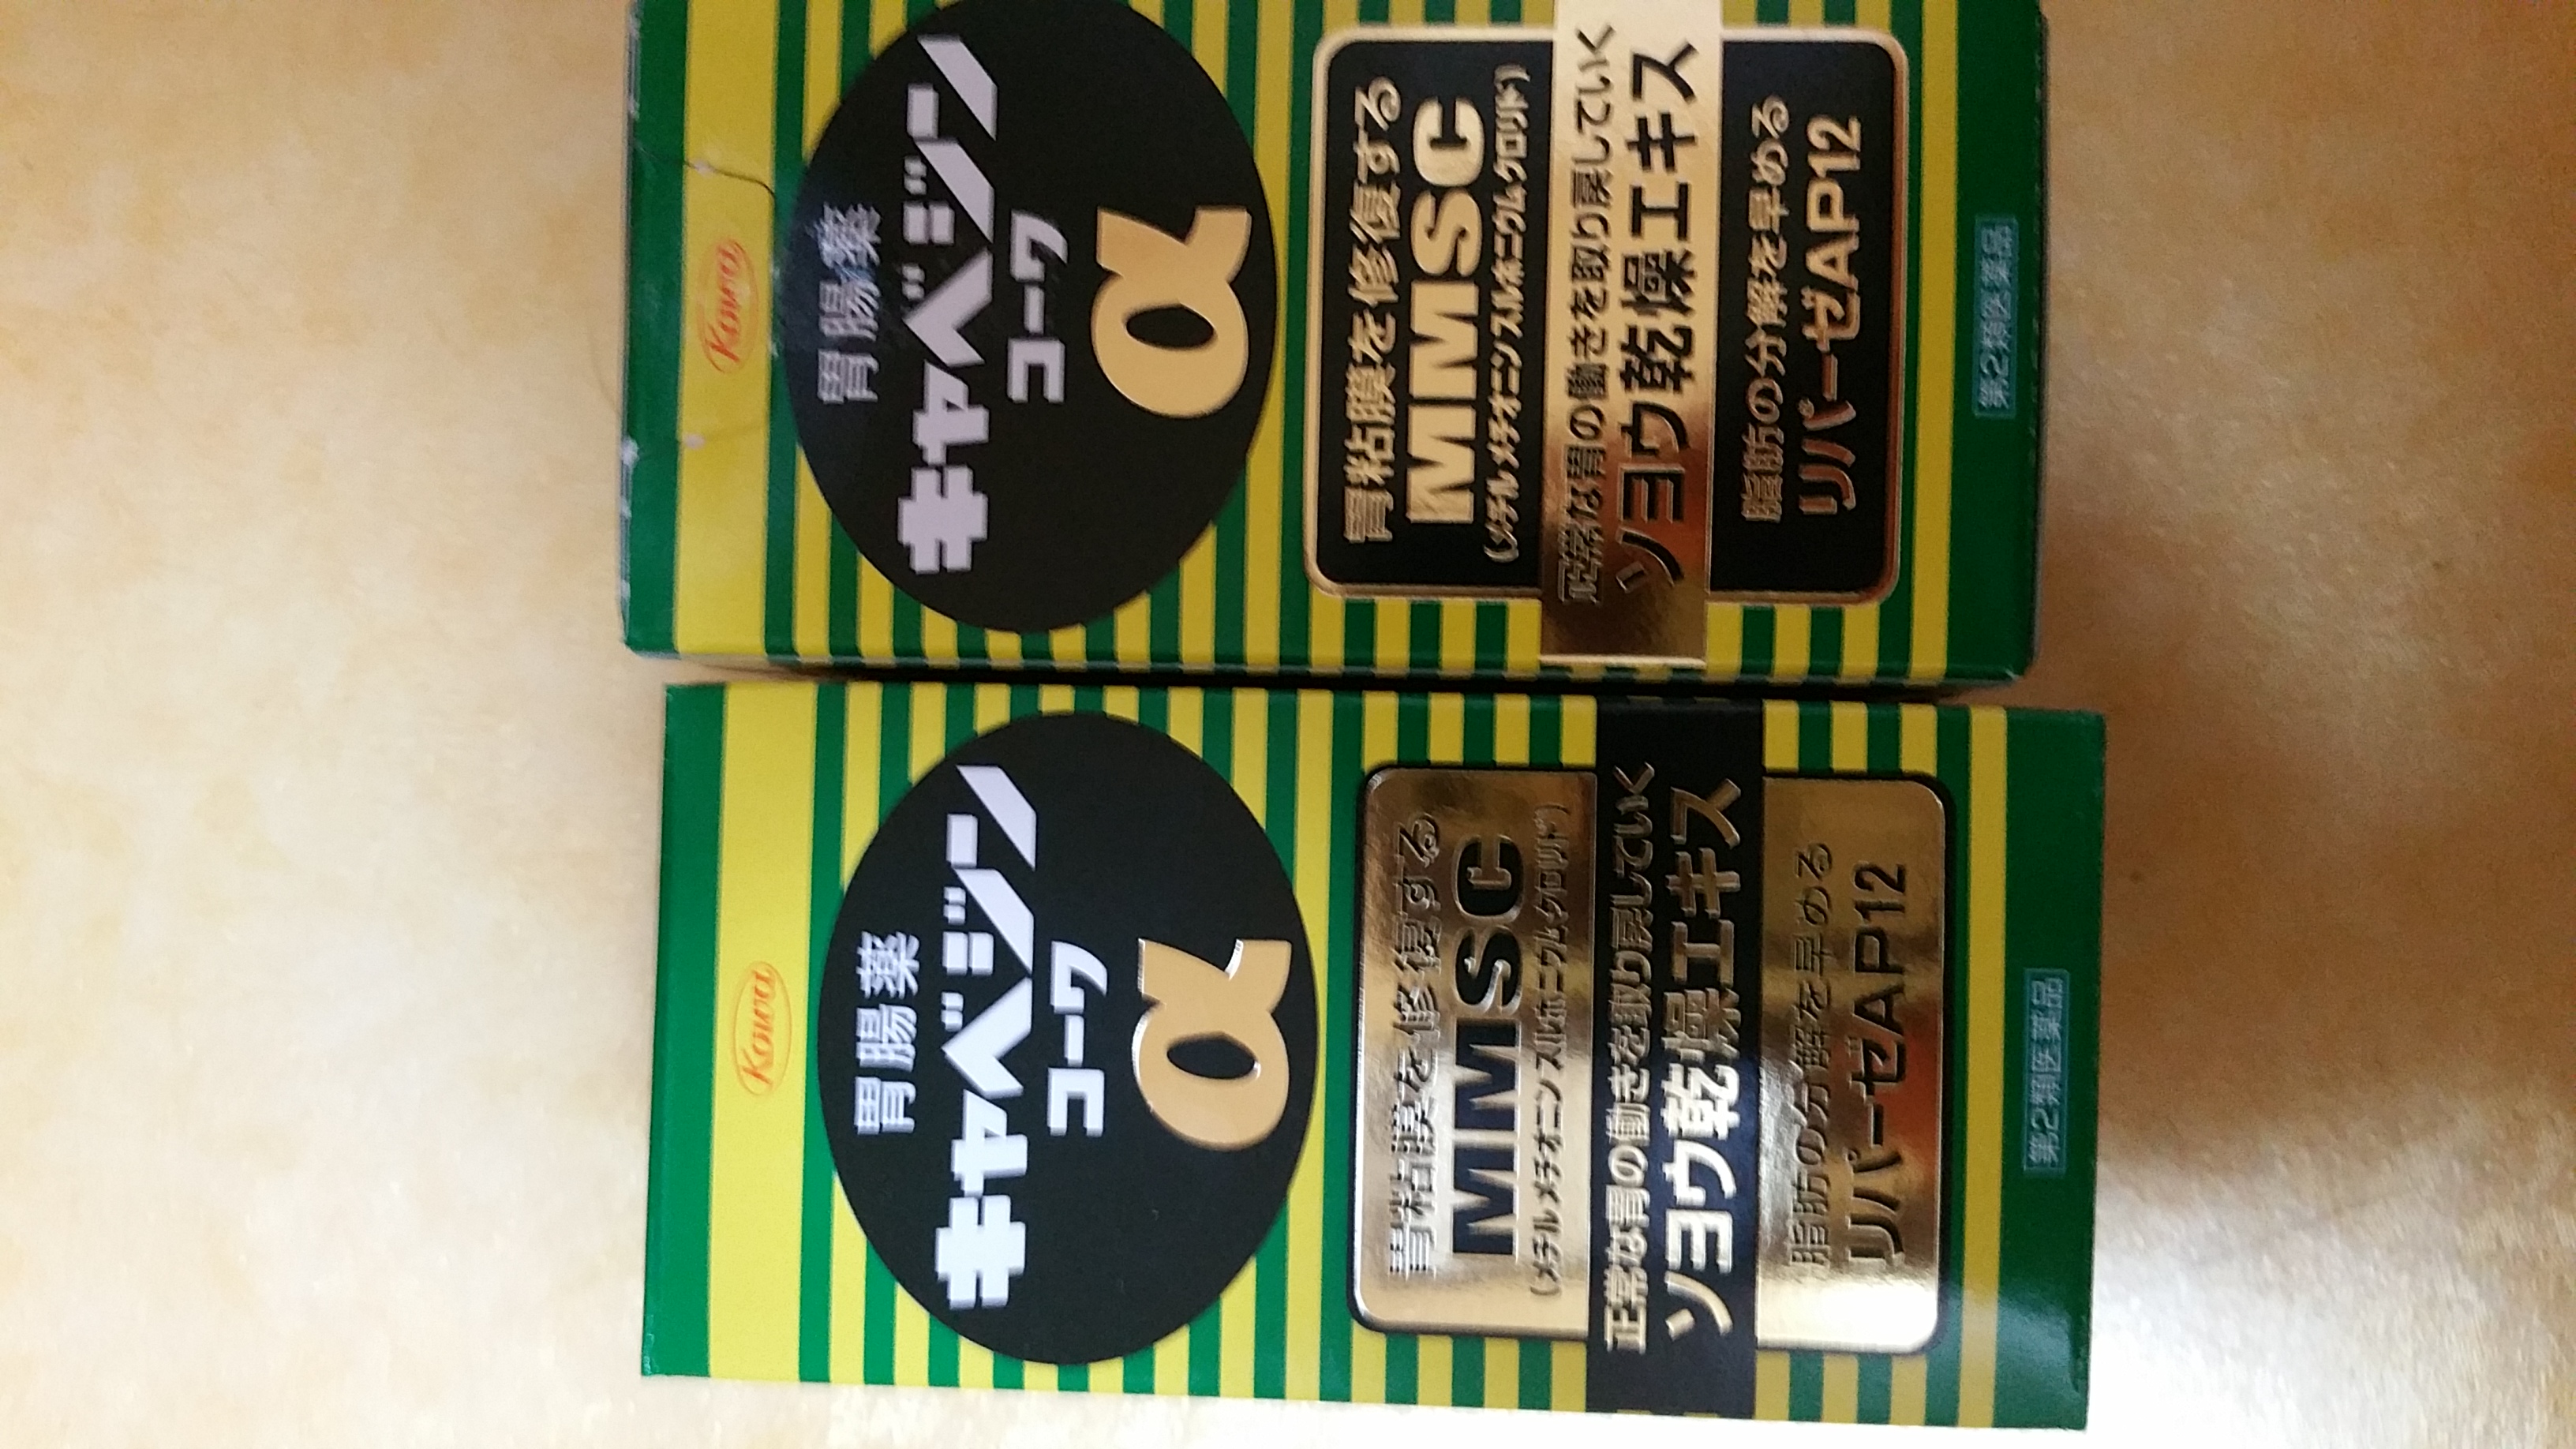 Kowa
胃腸薬
キャベジン
コーワ
α
胃粘膜を修復する
MMSC
(メチルメチオニンスルホニウムクロリド)
正常な胃の働きを取り戻していく
ソヨウ乾燥エキス
脂肪の分解を早める
リパーゼAP12
第2類医薬品
Kowa
胃腸薬
キャベジン
コーワ
α
胃粘膜を修復する
MMSC
(メチルメチオニンスルホニウムクロリド)
正常な胃の働きを取り戻していく
ソヨウ乾燥エキス
脂肪の分解を早める
リパーゼAP12
第2類医薬品